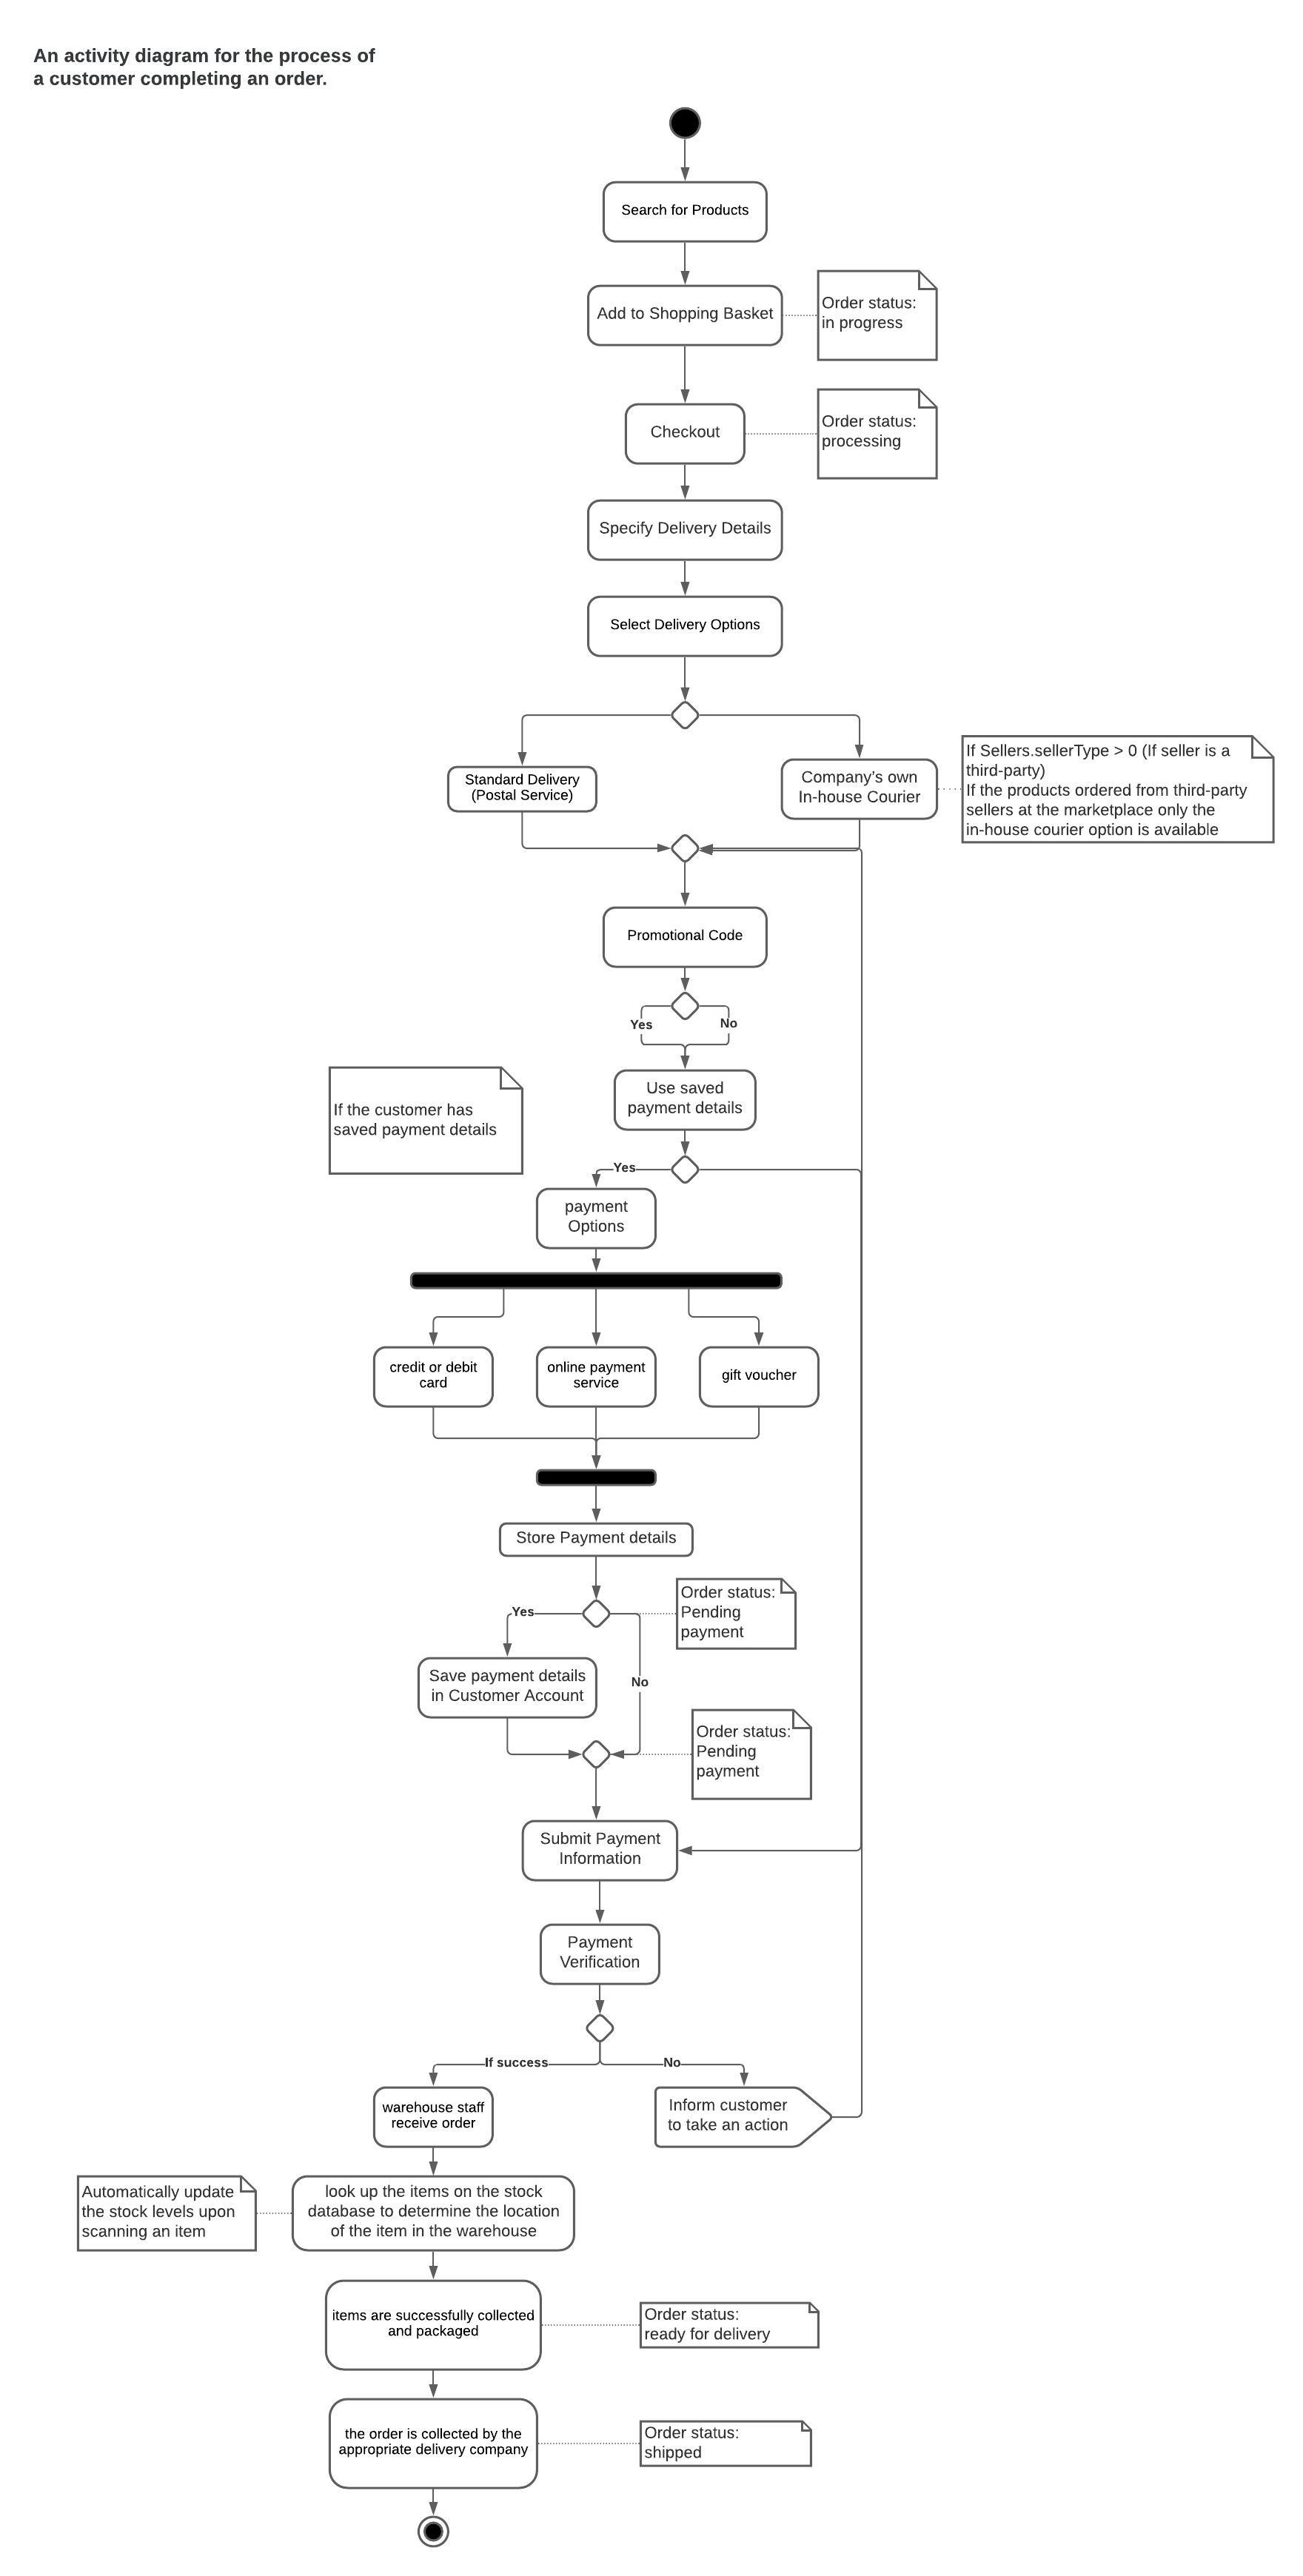 An activity diagram for the process of
a customer completing an order.
Search for Products
Add to Shopping Basket
Order status:
in progress
Checkout
Order status:
processing
Specify Delivery Details
Select Delivery Options
Standard Delivery
(Postal Service)
Company's own
In-house Courier
If Sellers.sellerType > 0 (If seller is a
third-party)
If the products ordered from third-party
sellers at the marketplace only the
in-house courier option is available
Promotional Code
Yes
No
Use saved
payment details
If the customer has
saved payment details
Yes
payment
Options
credit or debit
card
online payment
service
gift voucher
Store Payment details
Order status:
Pending
payment
Yes
Save payment details
in Customer Account
No
Order status:
Pending
payment
Submit Payment
Information
Payment
Verification
If success
No
warehouse staff
receive order
Inform customer
to take an action
Automatically update
the stock levels upon
scanning an item
look up the items on the stock
database to determine the location
of the item in the warehouse
items are successfully collected
and packaged
Order status:
ready for delivery
the order is collected by the
appropriate delivery company
Order status:
shipped